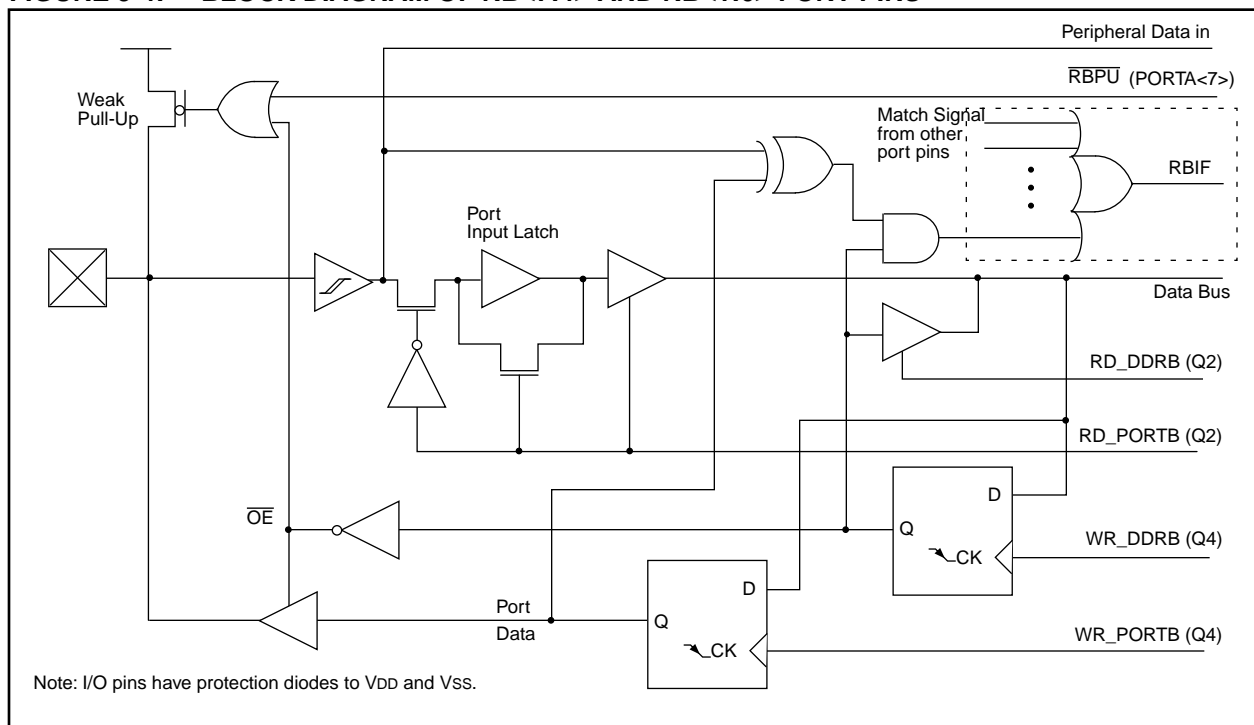 Peripheral Data in
RBPU (PORTA<7>)
Weak
Pull-Up
Match Signal
from other
port pins
RBIF
Port
Input Latch
Data Bus
RD_DDRB (Q2)
RD_PORTB (Q2)
D
OE
Q
CK
WR_DDRB (Q4)
Port
Data
D
Q
CK
WR_PORTB (Q4)
Note: I/O pins have protection diodes to VDD and VSS.